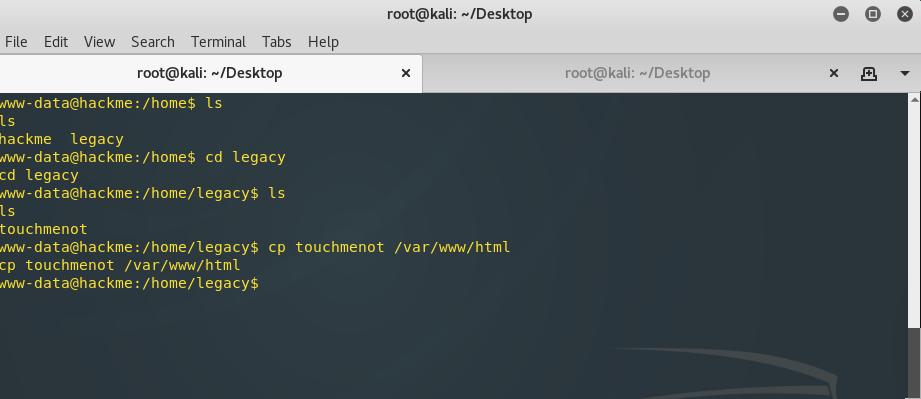 root@kali: ~/Desktop
File Edit View Search Terminal Tabs Help
root@kali: ~/Desktop root@kali: ~/Desktop
www-data@hackme:/home$ ls
ls
hackme  legacy
www-data@hackme:/home$ cd legacy
cd legacy
www-data@hackme:/home/legacy$ ls
ls
touchmenot
www-data@hackme:/home/legacy$ cp touchmenot /var/www/html
cp touchmenot /var/www/html
www-data@hackme:/home/legacy$